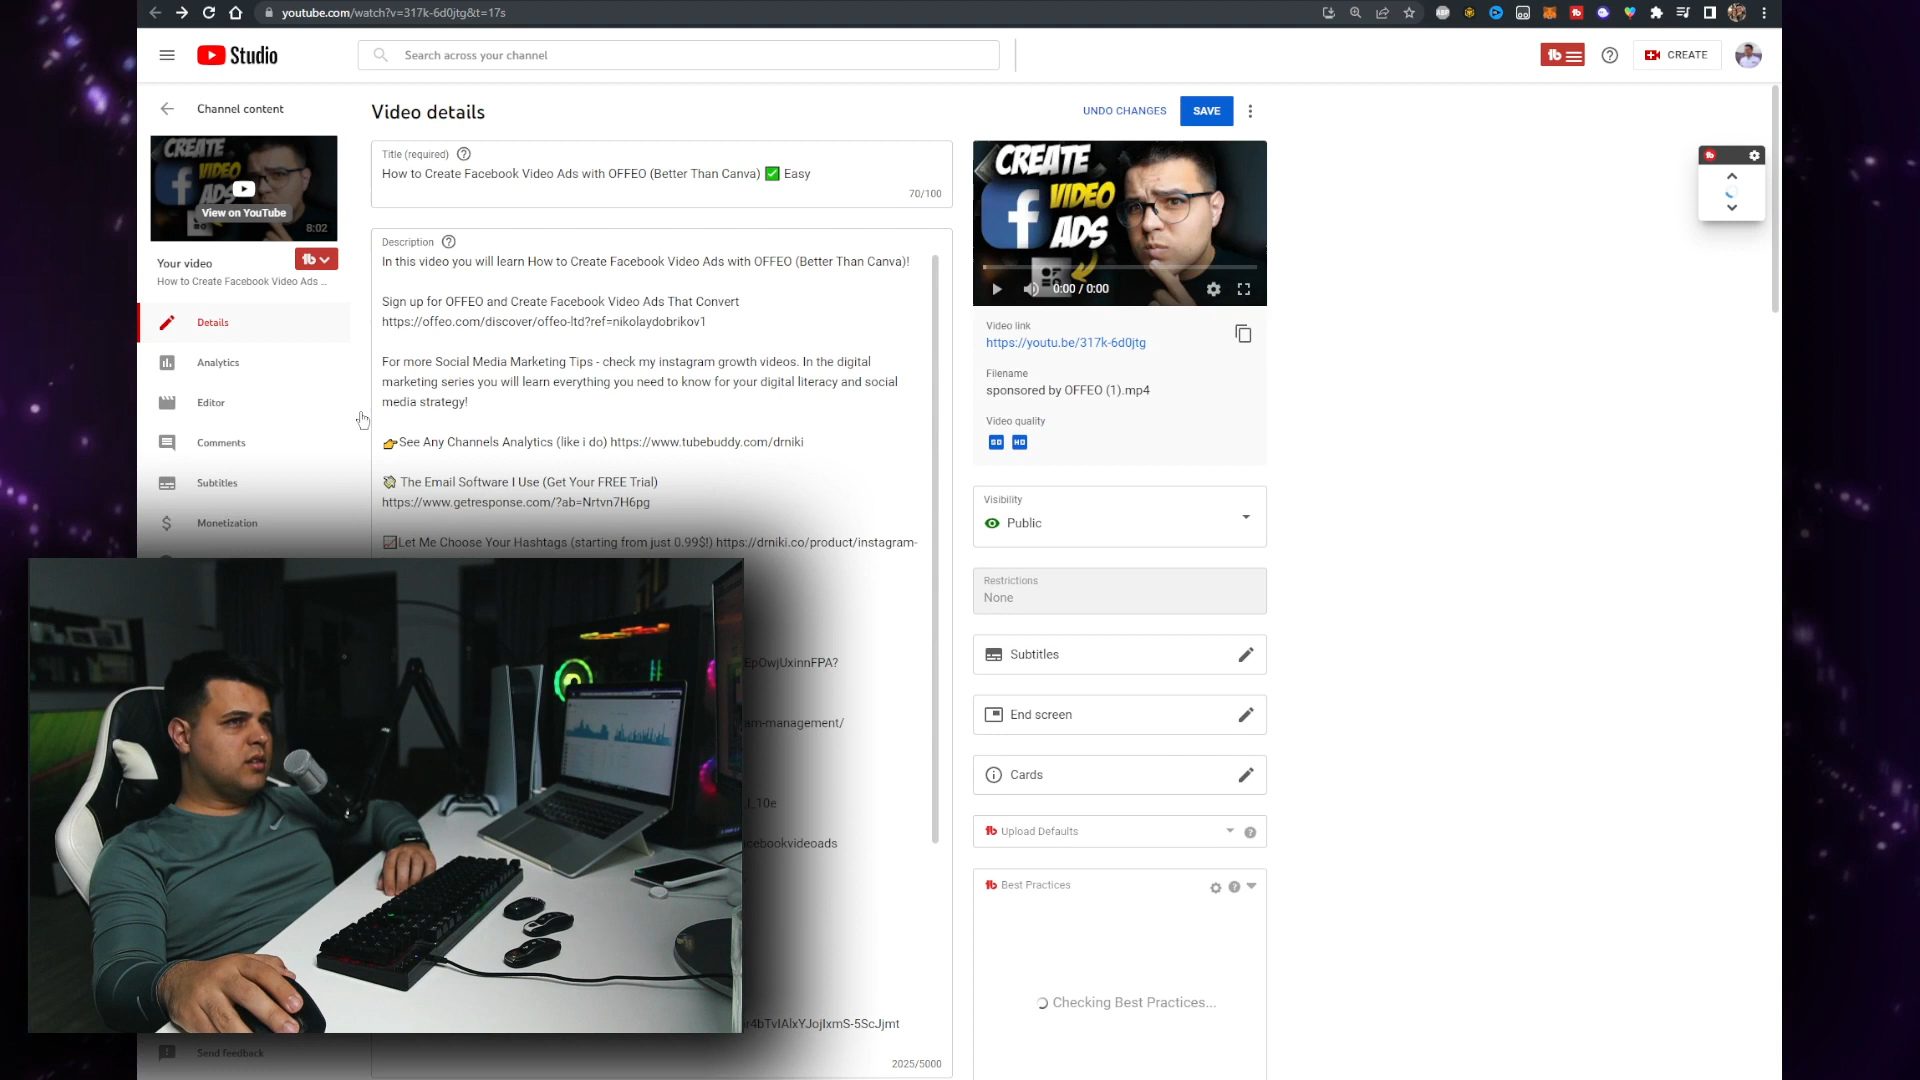 youtube.com/watch?v=317k-6d0jtg&t=17s
Studio
Search across your channel
CREATE
Channel content
Video details
UNDO CHANGES
SAVE
CREATE
VIDEO
ADS
View on YouTube
8:02
Your video
How to Create Facebook Video Ads ...
Details
Analytics
Editor
Comments
Subtitles
Monetization
Send feedback
Title (required)
How to Create Facebook Video Ads with OFFEO (Better Than Canva) ✅ Easy
70/100
Description
In this video you will learn How to Create Facebook Video Ads with OFFEO (Better Than Canva)!
Sign up for OFFEO and Create Facebook Video Ads That Convert
https://offeo.com/discover/offeo-ltd?ref=nikolaydobrikov1
For more Social Media Marketing Tips - check my instagram growth videos. In the digital
marketing series you will learn everything you need to know for your digital literacy and social
media strategy!
👉See Any Channels Analytics (like i do) https://www.tubebuddy.com/drniki
💸 The Email Software I Use (Get Your FREE Trial)
https://www.getresponse.com/?ab=Nrtvn7H6pg
📈Let Me Choose Your Hashtags (starting from just 0.99$!) https://drniki.co/product/instagram-
EpOwjUxinnFPA?
am-management/
l_10e
acebookvideoads
r4bTvIAlxYJojIxmS-5ScJjmt
2025/5000
CREATE
VIDEO
ADS
0:00 / 0:00
Video link
https://youtu.be/317k-6d0jtg
Filename
sponsored by OFFEO (1).mp4
Video quality
SD HD
Visibility
Public
Restrictions
None
Subtitles
End screen
Cards
Upload Defaults
Best Practices
Checking Best Practices...